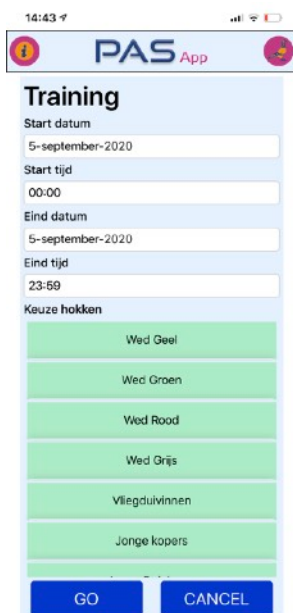 14:43
i
PAS App
Training
Start datum
5-september-2020
Start tijd
00:00
Eind datum
5-september-2020
Eind tijd
23:59
Keuze hokken
Wed Geel
Wed Groen
Wed Rood
Wed Grijs
Vliegduivinnen
Jonge kopers
GO CANCEL